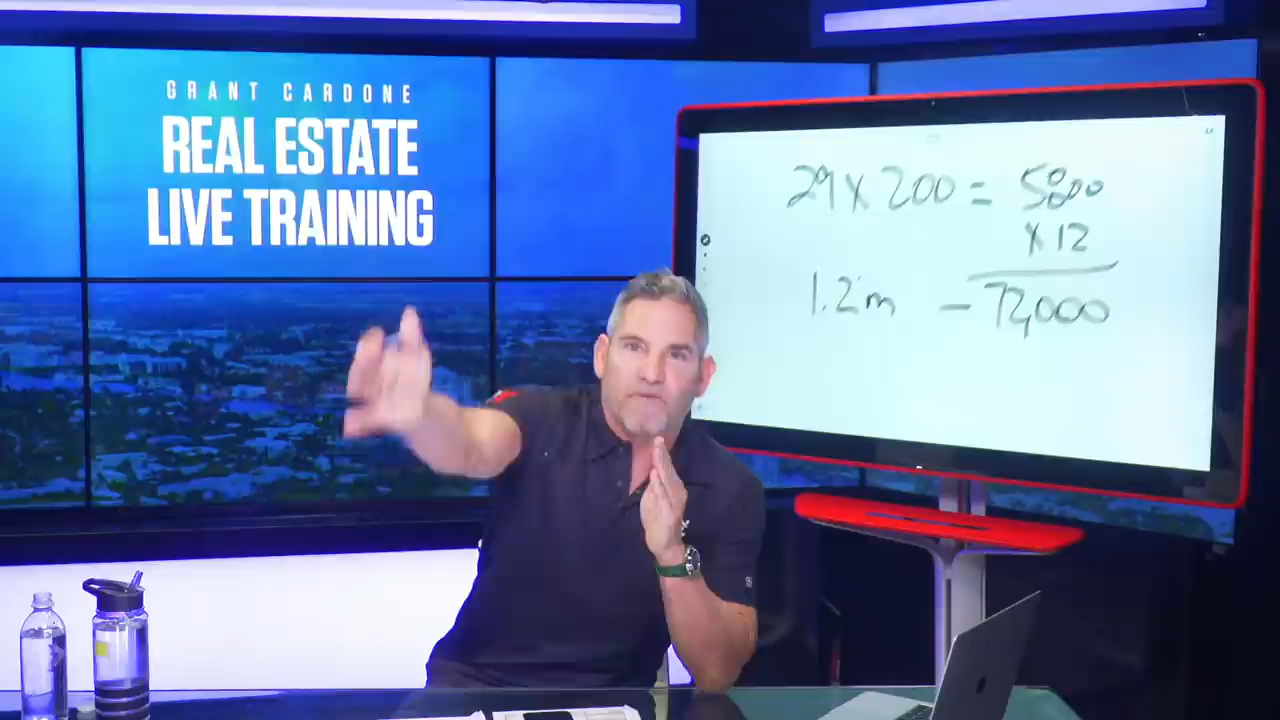 GRANT CARDONE
REAL ESTATE
LIVE TRAINING
29 x 200 = 5800
x 12
1.2m - 72,000